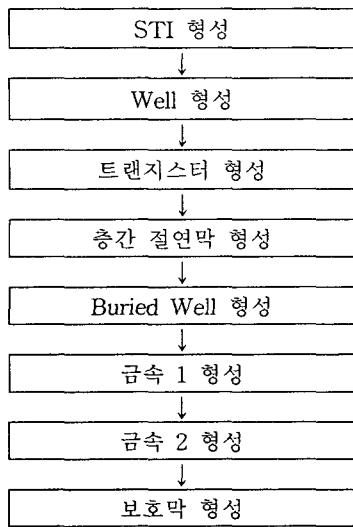 STI 형성
Well 형성
트랜지스터 형성
층간 절연막 형성
Buried Well 형성
금속 1 형성
금속 2 형성
보호막 형성